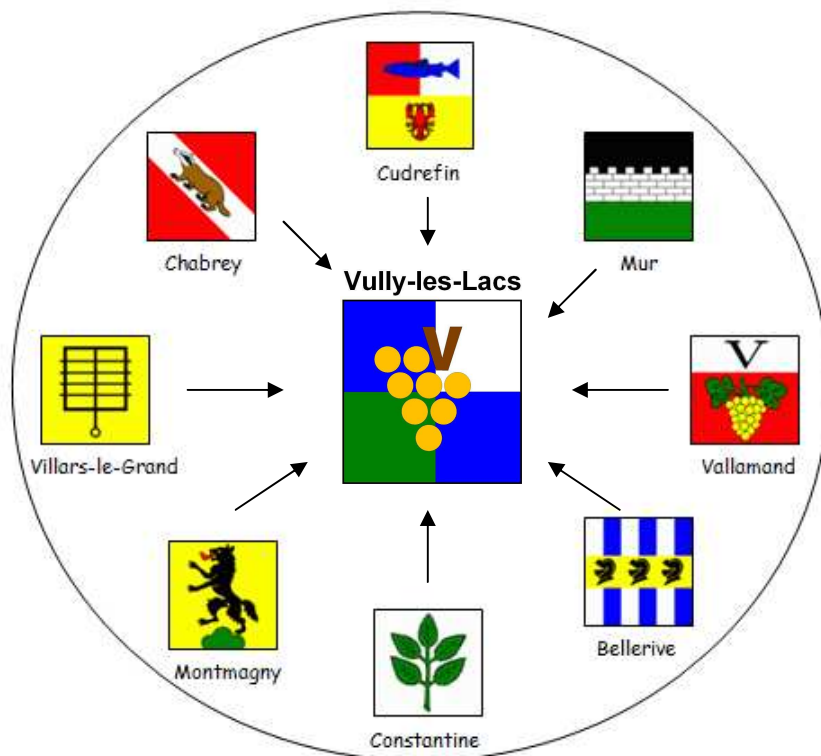 Cudrefin
Chabrey
Mur
Vully-les-Lacs
V
V
Villars-le-Grand
Vallamand
Montmagny
Bellerive
Constantine